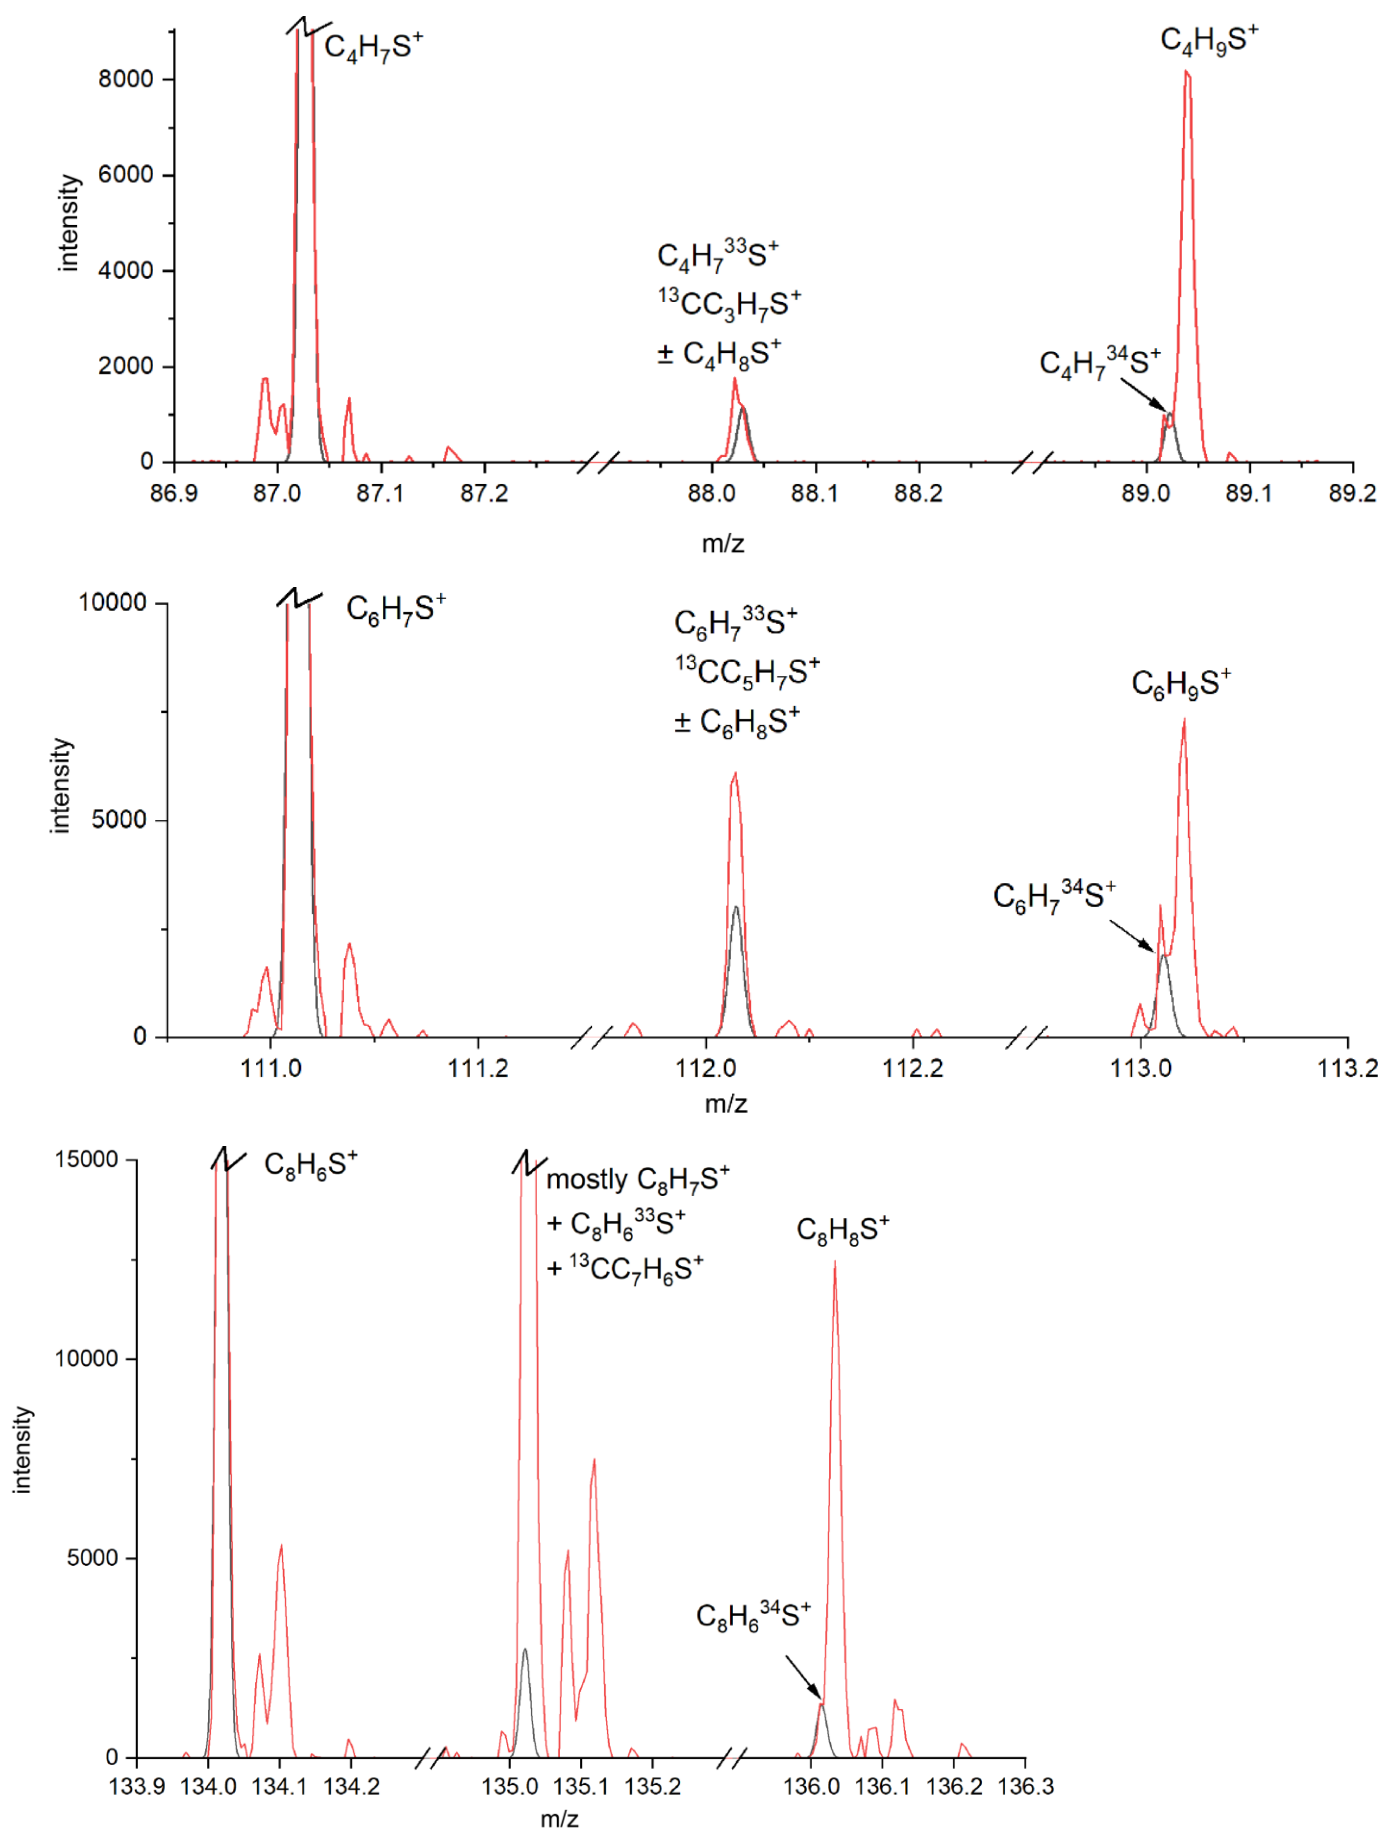 C₄H₇S⁺
C₄H₉S⁺
8000
6000
4000
2000
0
intensity
C₄H₇³³S⁺
¹³CC₃H₇S⁺
± C₄H₈S⁺
C₄H₇³⁴S⁺
86.9 87.0 87.1 87.2 88.0 88.1 88.2 89.0 89.1 89.2
m/z
10000
5000
0
intensity
C₆H₇S⁺
C₆H₇³³S⁺
¹³CC₅H₇S⁺
± C₆H₈S⁺
C₆H₉S⁺
C₆H₇³⁴S⁺
111.0 111.2 112.0 112.2 113.0 113.2
m/z
15000
10000
5000
0
intensity
C₈H₆S⁺
mostly C₈H₇S⁺
+ C₈H₆³³S⁺
+ ¹³CC₇H₆S⁺
C₈H₈S⁺
C₈H₆³⁴S⁺
133.9 134.0 134.1 134.2 135.0 135.1 135.2 136.0 136.1 136.2 136.3
m/z